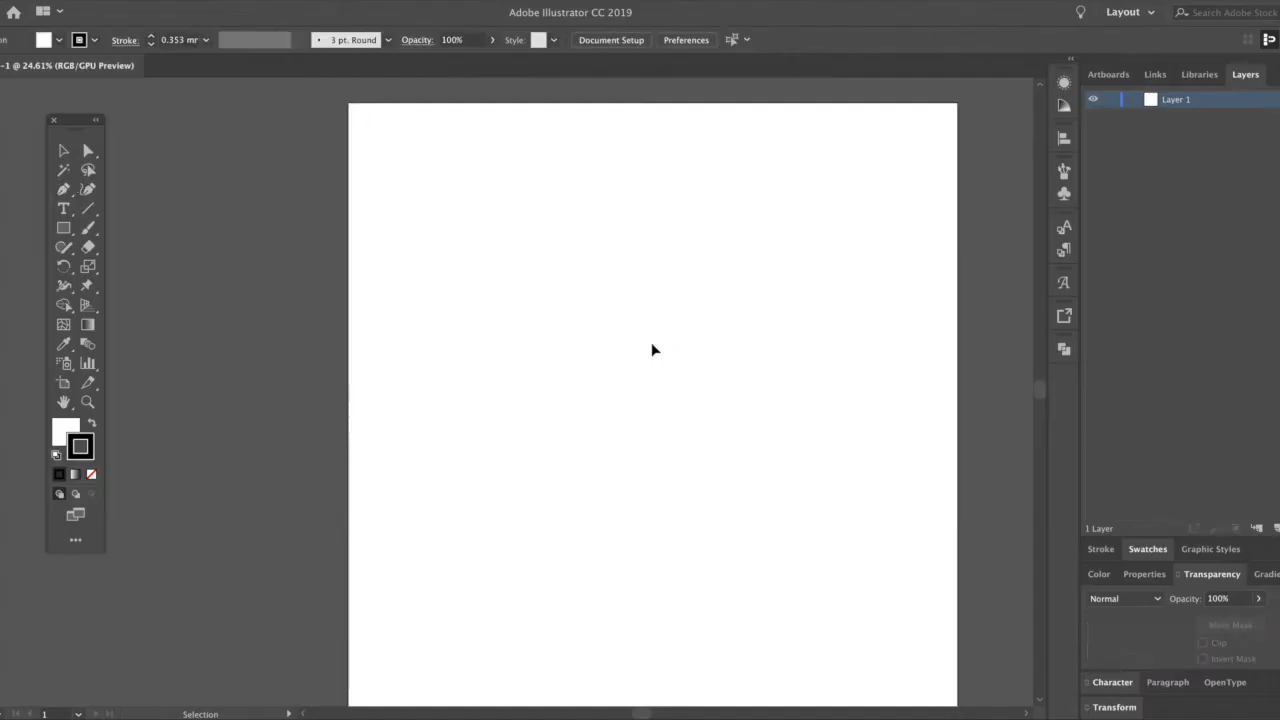 Adobe Illustrator CC 2019
Layout
Search Adobe Stock
Stroke: 0.353 mr
3 pt. Round
Opacity: 100%
Style:
Document Setup
Preferences
-1 @ 24.61% (RGB/GPU Preview)
Artboards Links Libraries Layers
Layer 1
1 Layer
Stroke Swatches Graphic Styles
Color Properties Transparency Gradie
Normal Opacity: 100%
Make Mask
Clip
Invert Mask
Character Paragraph OpenType
Transform
1
Selection